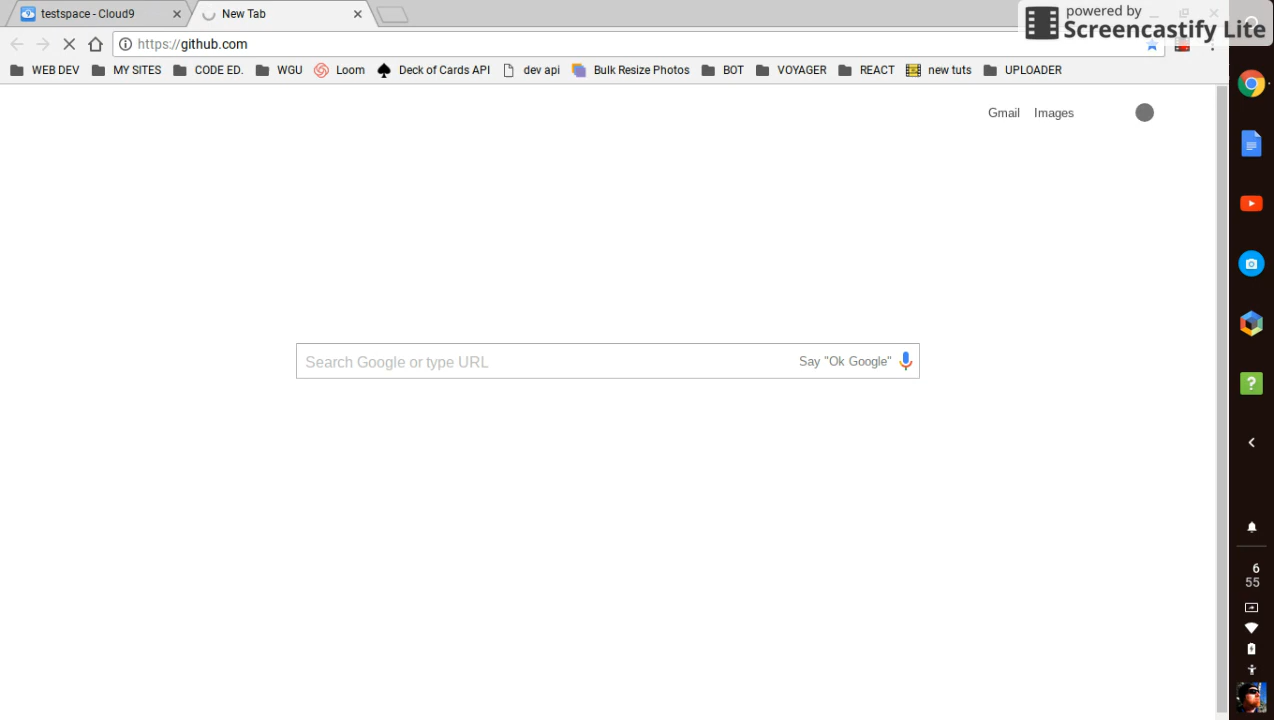 testspace - Cloud9
New Tab
powered by
Screencastify Lite
https://github.com
WEB DEV
MY SITES
CODE ED.
WGU
Loom
Deck of Cards API
dev api
Bulk Resize Photos
BOT
VOYAGER
REACT
new tuts
UPLOADER
Gmail
Images
Search Google or type URL
Say "Ok Google"
?
6
55